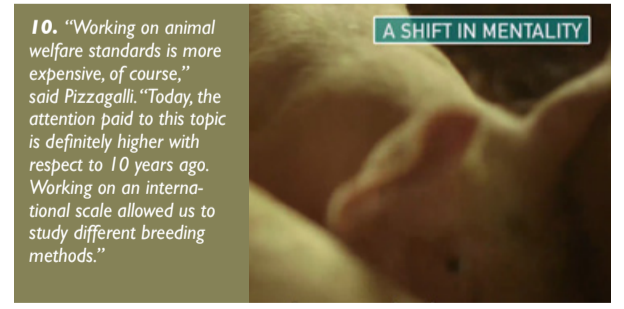 10. “Working on animal
welfare standards is more
expensive, of course,”
said Pizzagalli. “Today, the
attention paid to this topic
is definitely higher with
respect to 10 years ago.
Working on an interna-
tional scale allowed us to
study different breeding
methods.”
A SHIFT IN MENTALITY